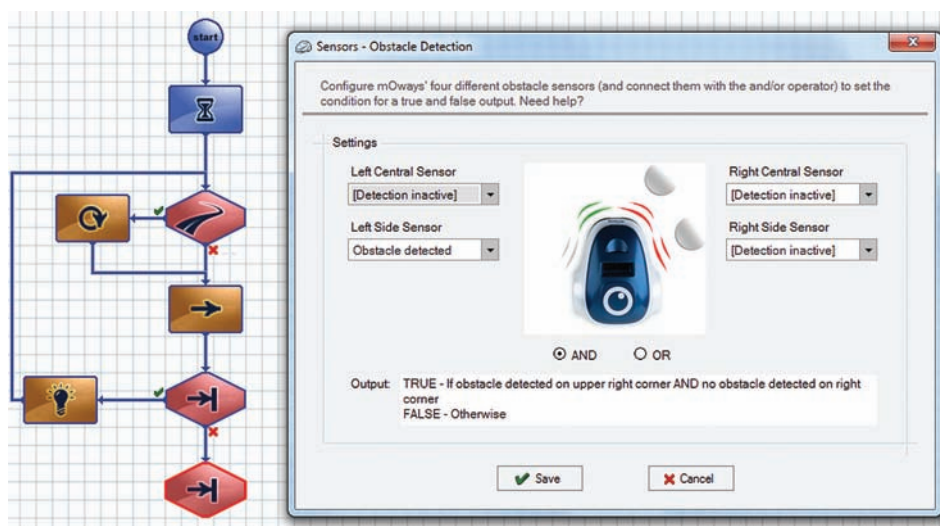 start
Sensors - Obstacle Detection
Configure mOways' four different obstacle sensors (and connect them with the and/or operator) to set the
condition for a true and false output. Need help?
Settings
Left Central Sensor
[Detection inactive]
Left Side Sensor
Obstacle detected
Right Central Sensor
[Detection inactive]
Right Side Sensor
[Detection inactive]
AND
OR
Output: TRUE - If obstacle detected on upper right corner AND no obstacle detected on right
corner
FALSE - Otherwise
Save
Cancel